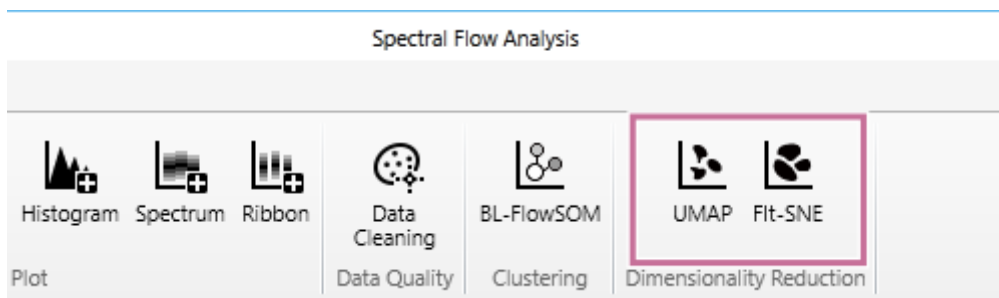 Spectral Flow Analysis
Histogram Spectrum Ribbon Data Cleaning BL-FlowSOM UMAP FIt-SNE
Plot Data Quality Clustering Dimensionality Reduction